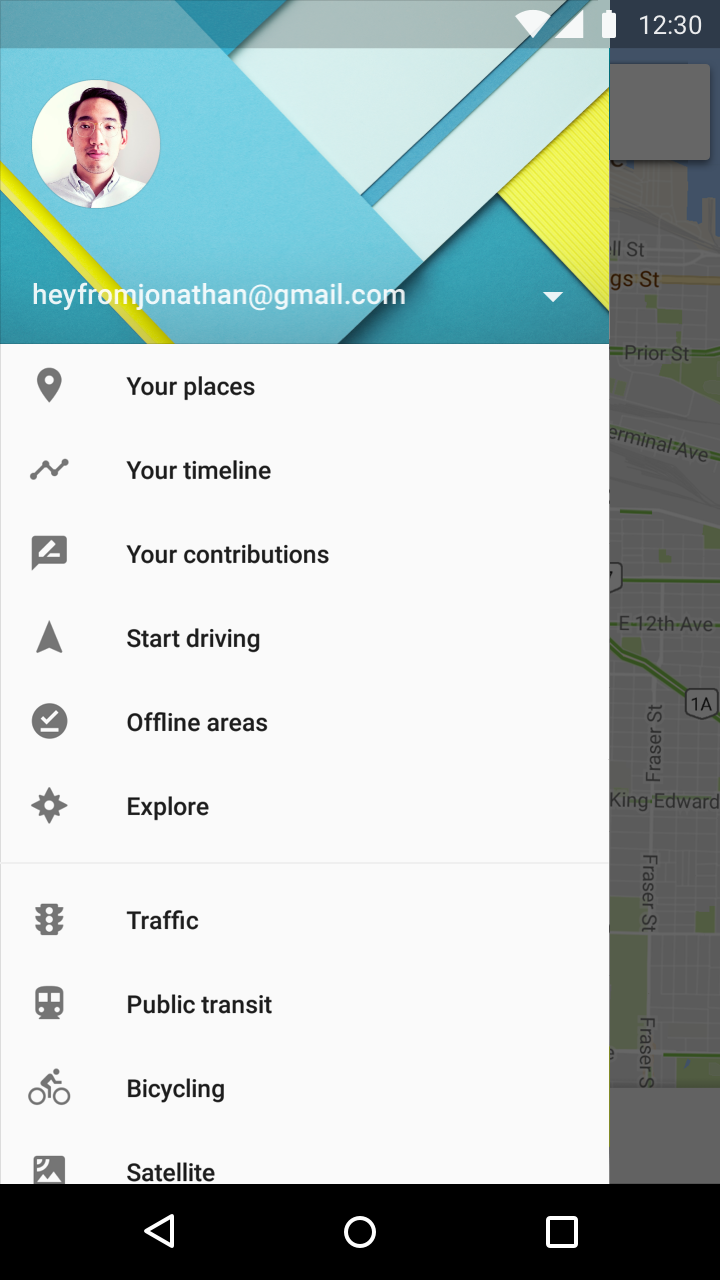 12:30
heyfromjonathan@gmail.com
Your places
Your timeline
Your contributions
Start driving
Offline areas
Explore
Traffic
Public transit
Bicycling
Satellite
ll St
gs St
Prior St
erminal Ave
E 12th Ave
1A
Fraser St
King Edward
Fraser St
Fraser S